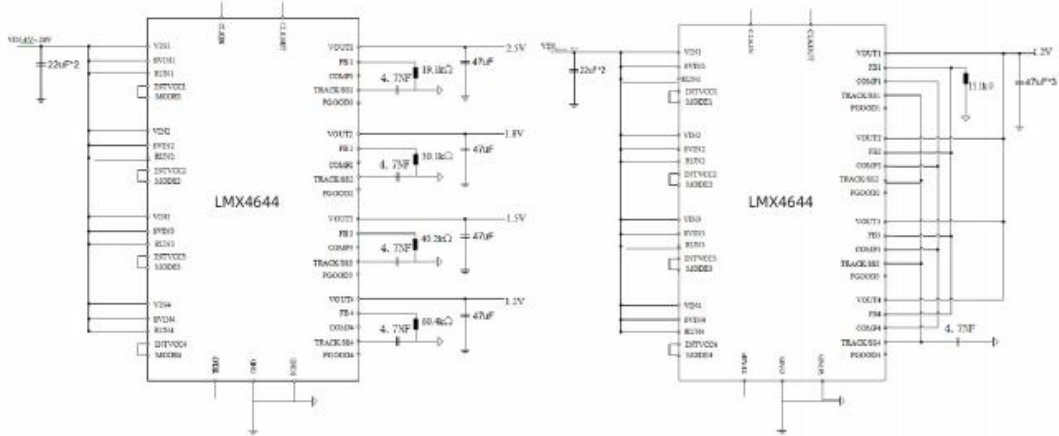 CLKIN
CLKOUT
22uF*2
VIN1
SVIN1
RUN1
INTVCC1
MODE1
VIN2
SVIN2
RUN2
INTVCC2
MODE2
VIN3
SVIN3
RUN3
INTVCC3
MODE3
VIN4
SVIN4
RUN4
INTVCC4
MODE4
LMX4644
VOUT1
FB1
COMP1
TRACK/SS1
PGOOD1
VOUT2
FB2
COMP2
TRACK/SS2
PGOOD2
VOUT3
FB3
COMP3
TRACK/SS3
PGOOD3
VOUT4
FB4
COMP4
TRACK/SS4
PGOOD4
2.5V
47uF
19.1kΩ
4.7NF
1.8V
47uF
30.1kΩ
4.7NF
1.5V
47uF
40.2kΩ
4.7NF
1.2V
47uF
60.4kΩ
4.7NF
TEMP
GND
SGND
CLKIN
CLKOUT
22uF*2
VIN1
SVIN1
RUN1
INTVCC1
MODE1
VIN2
SVIN2
RUN2
INTVCC2
MODE2
VIN3
SVIN3
RUN3
INTVCC3
MODE3
SVIN4
RUN4
INTVCC4
MODE4
LMX4644
VOUT1
FB1
COMP1
TRACK/SS1
PGOOD1
VOUT2
FB2
COMP2
TRACK/SS2
PGOOD2
VOUT3
FB3
COMP3
TRACK/SS3
PGOOD3
VOUT4
FB4
COMP4
TRACK/SS4
PGOOD4
1.2V
47uF*3
4.7NF
TEMP
GND